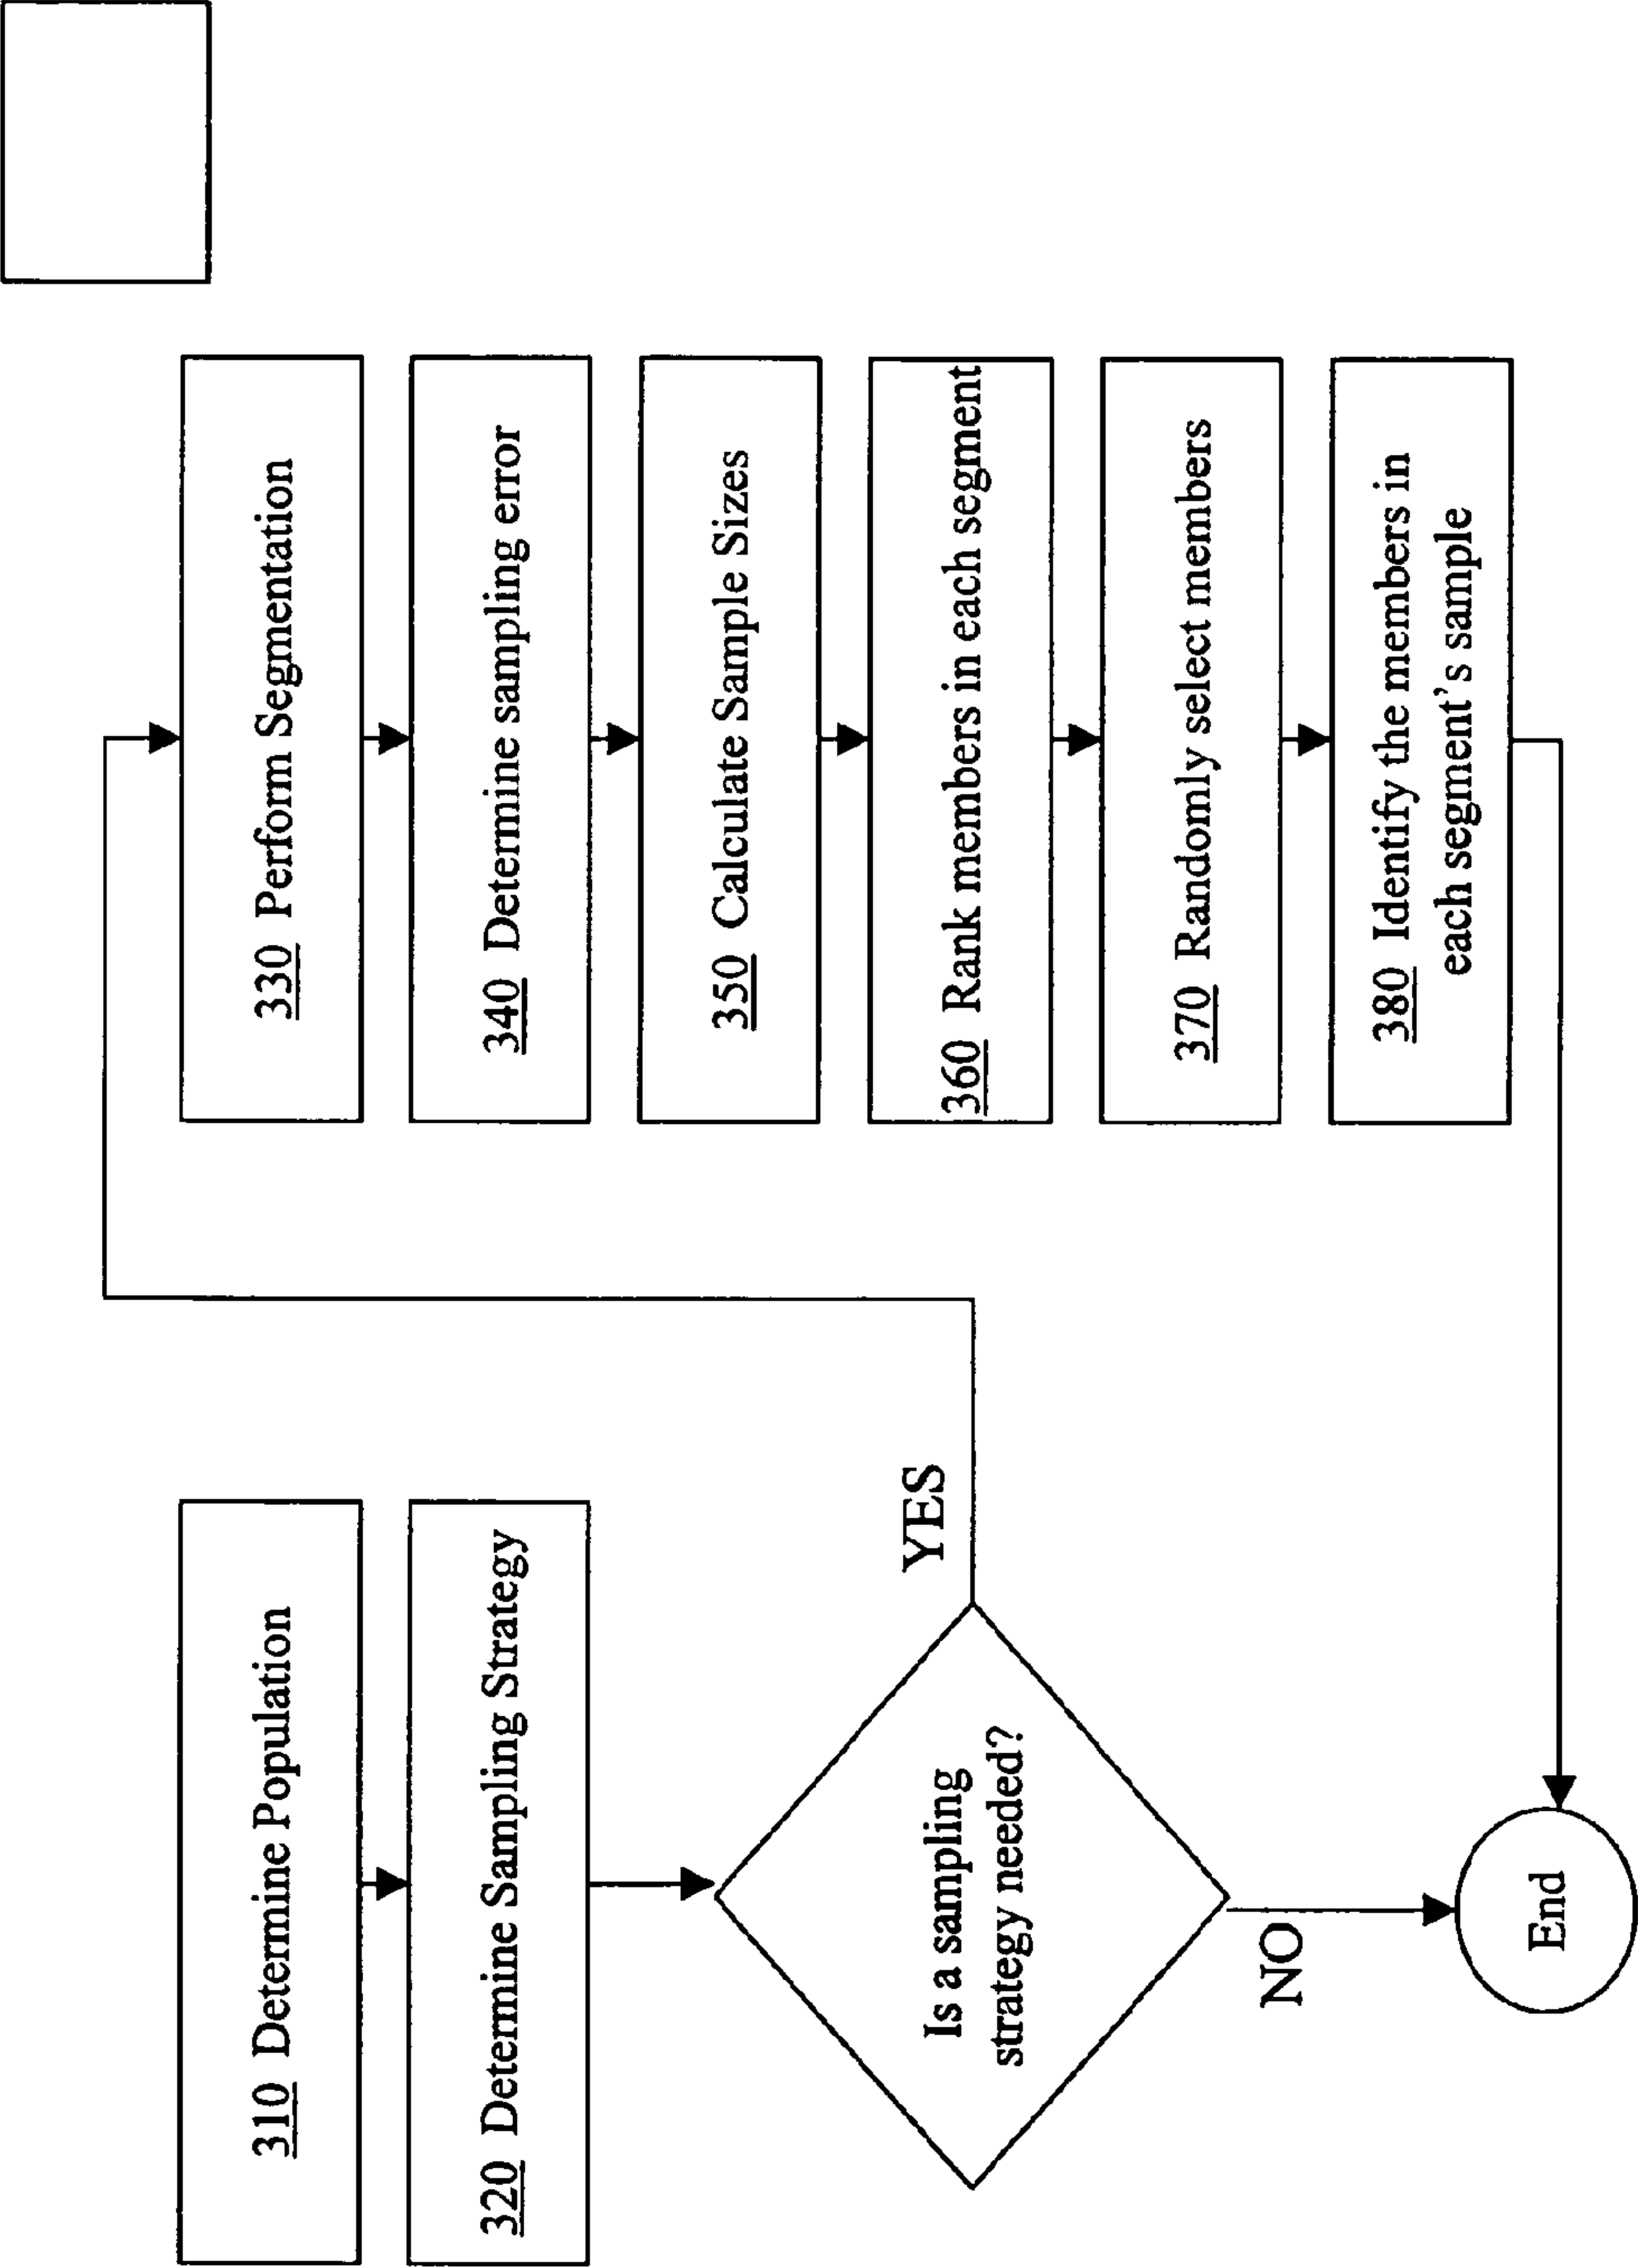 310 Determine Population
320 Determine Sampling Strategy
Is a sampling
strategy needed?
YES
NO
End
330 Perform Segmentation
340 Determine sampling error
350 Calculate Sample Sizes
360 Rank members in each segment
370 Randomly select members
380 Identify the members in
each segment's sample